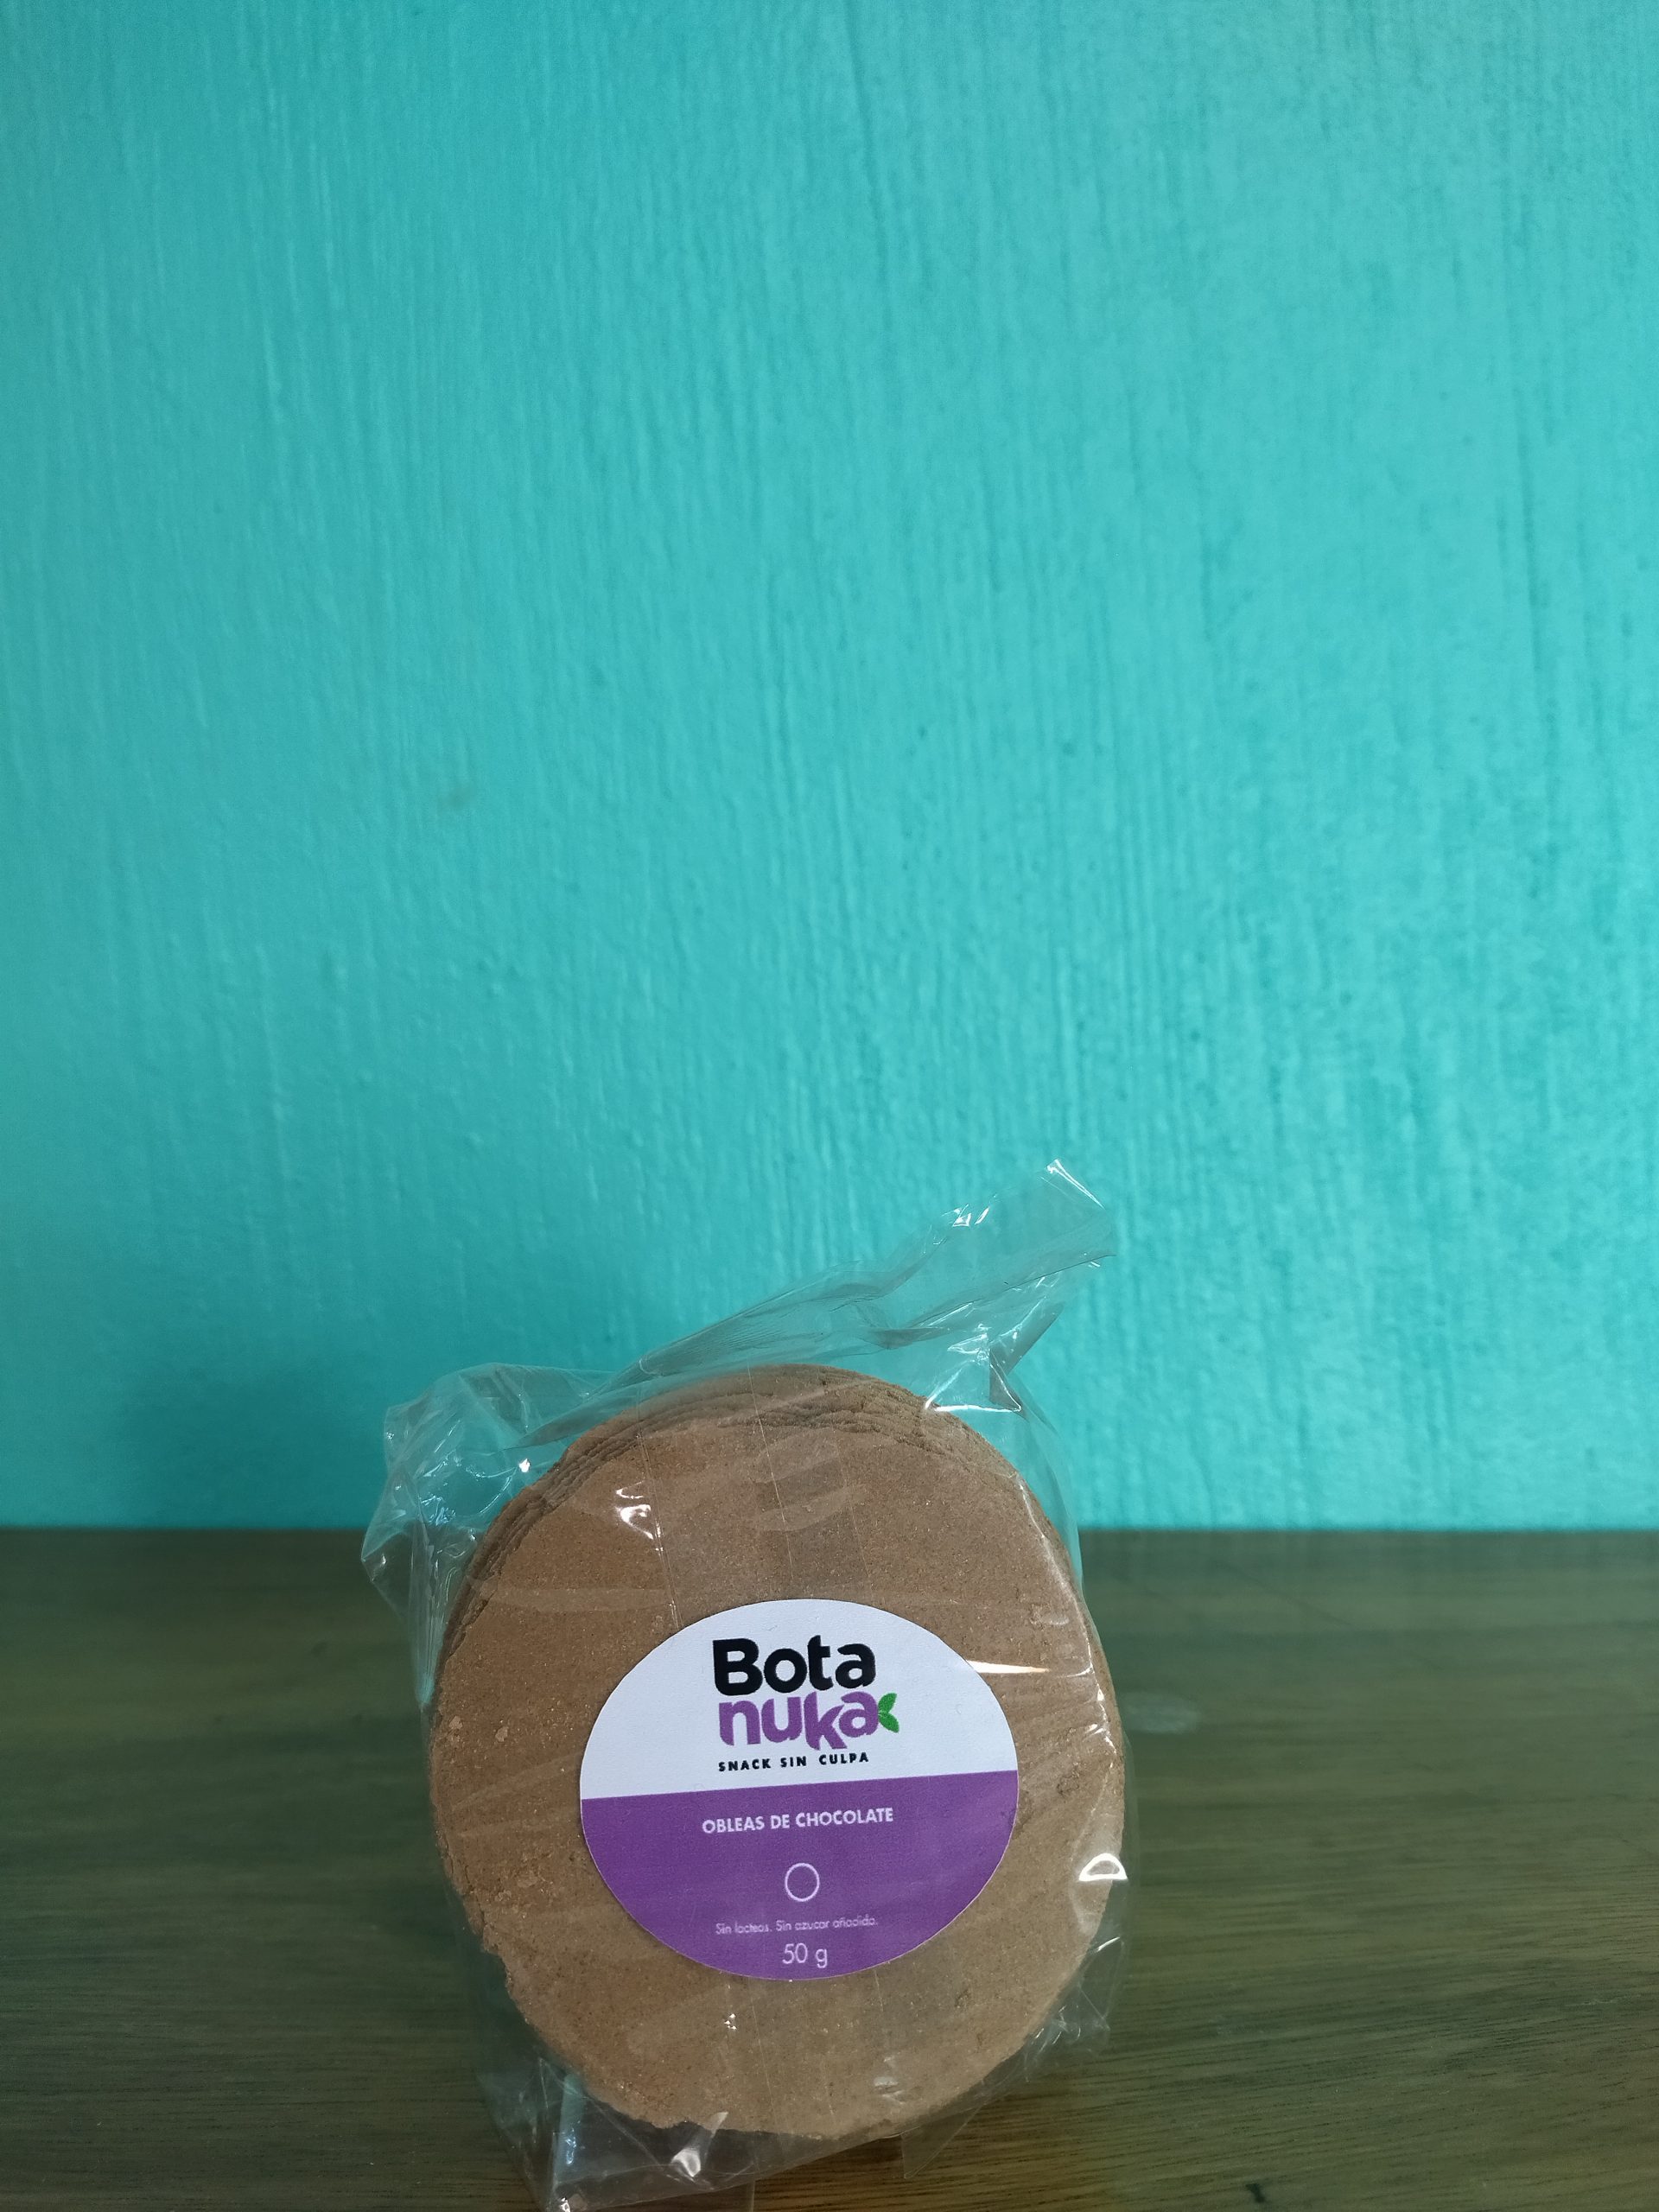 Bota
nuka
SNACK SIN CULPA
OBLEAS DE CHOCOLATE
Sin lacteos. Sin azucar añadida.
50 g